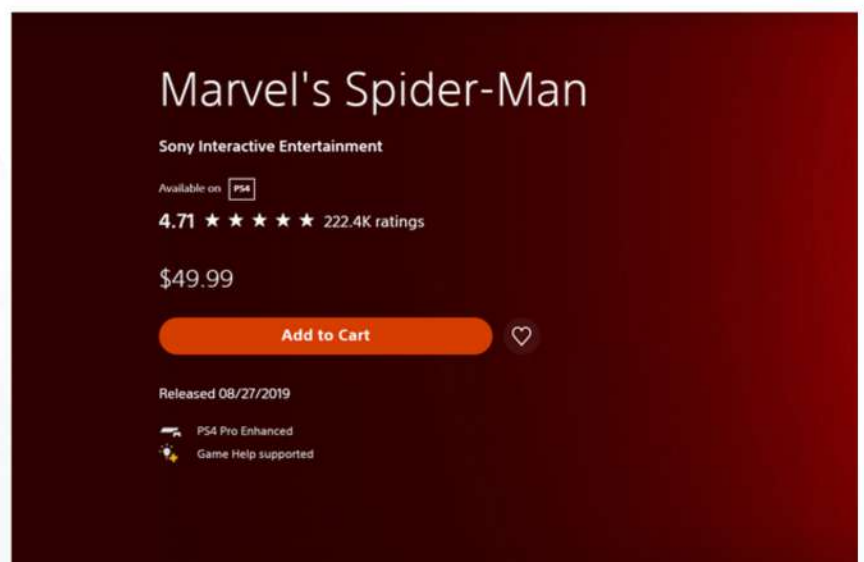 Marvel's Spider-Man
Sony Interactive Entertainment
Available on PS4
4.71 ★ ★ ★ ★ ★ 222.4K ratings
$49.99
Add to Cart
Released 08/27/2019
PS4 Pro Enhanced
Game Help supported